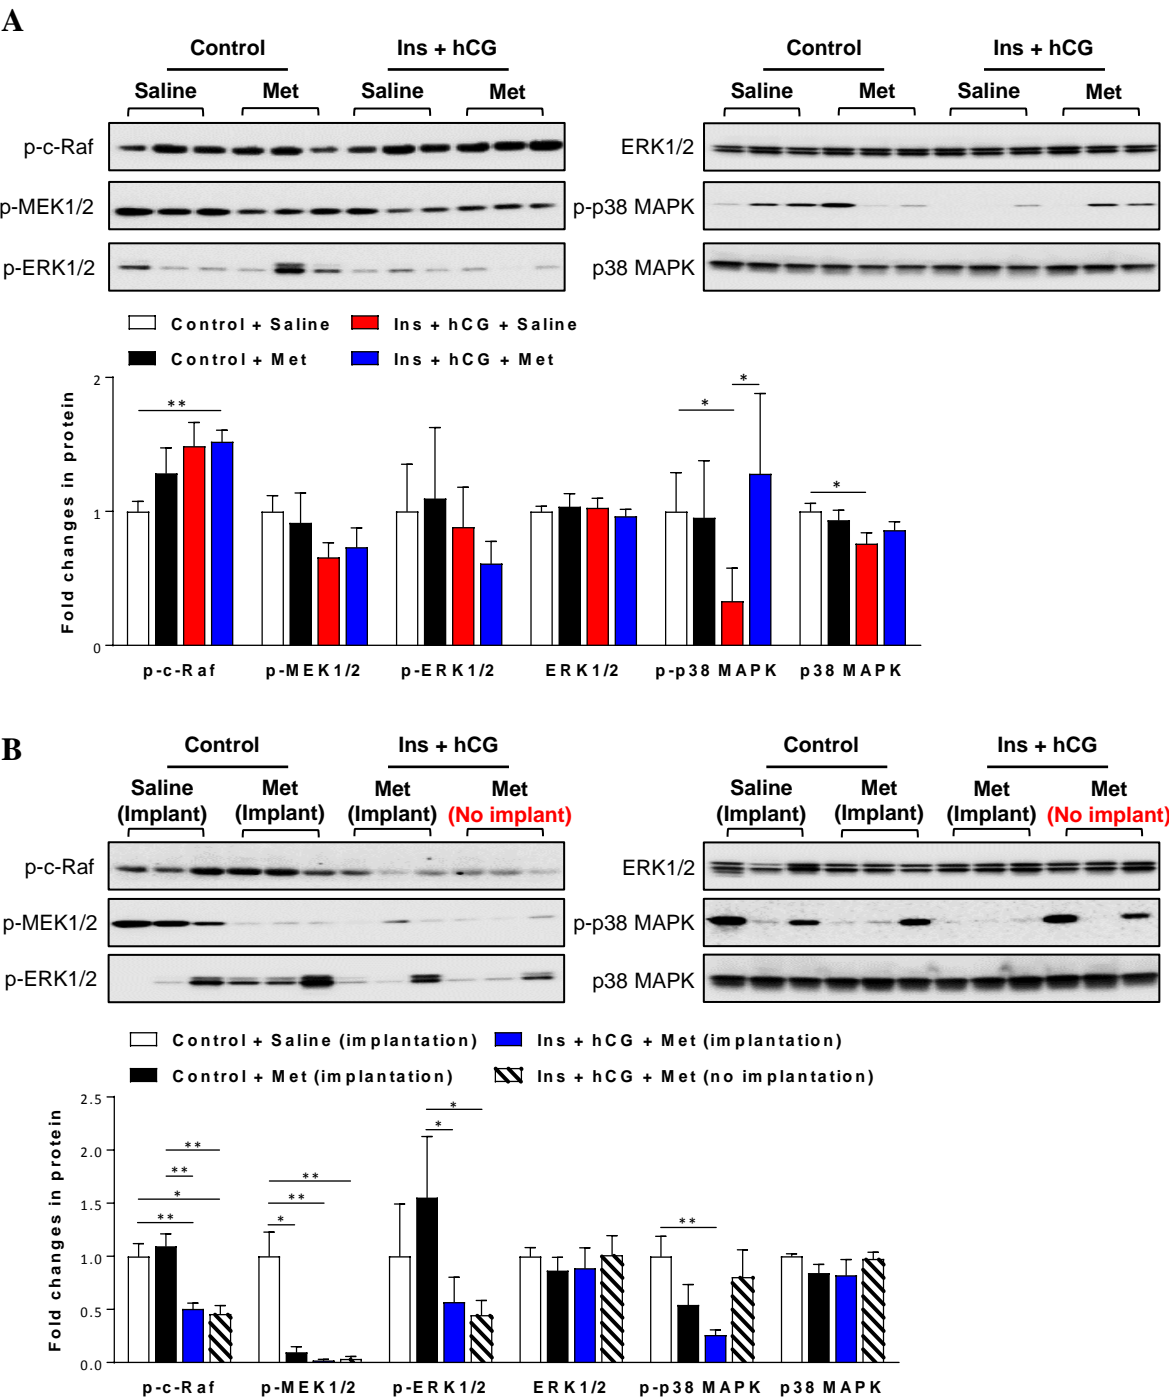 A
Control
Ins + hCG
Control
Ins + hCG
Saline
Met
Saline
Met
Saline
Met
Saline
Met
p-c-Raf
ERK1/2
p-MEK1/2
p-p38 MAPK
p-ERK1/2
p38 MAPK
Control + Saline
Ins + hCG + Saline
Control + Met
Ins + hCG + Met
Fold changes in protein
2
1
0
**
*
*
*
p-c-Raf
p-MEK1/2
p-ERK1/2
ERK1/2
p-p38 MAPK
p38 MAPK
B
Control
Ins + hCG
Control
Ins + hCG
Saline
(Implant)
Met
(Implant)
Met
(Implant)
Met
(No implant)
Saline
(Implant)
Met
(Implant)
Met
(Implant)
Met
(No implant)
p-c-Raf
ERK1/2
p-MEK1/2
p-p38 MAPK
p-ERK1/2
p38 MAPK
Control + Saline (implantation)
Ins + hCG + Met (implantation)
Control + Met (implantation)
Ins + hCG + Met (no implantation)
Fold changes in protein
2.5
2.0
1.5
1.0
0.5
0.0
**
**
*
**
**
**
*
*
*
**
p-c-Raf
p-MEK1/2
p-ERK1/2
ERK1/2
p-p38 MAPK
p38 MAPK